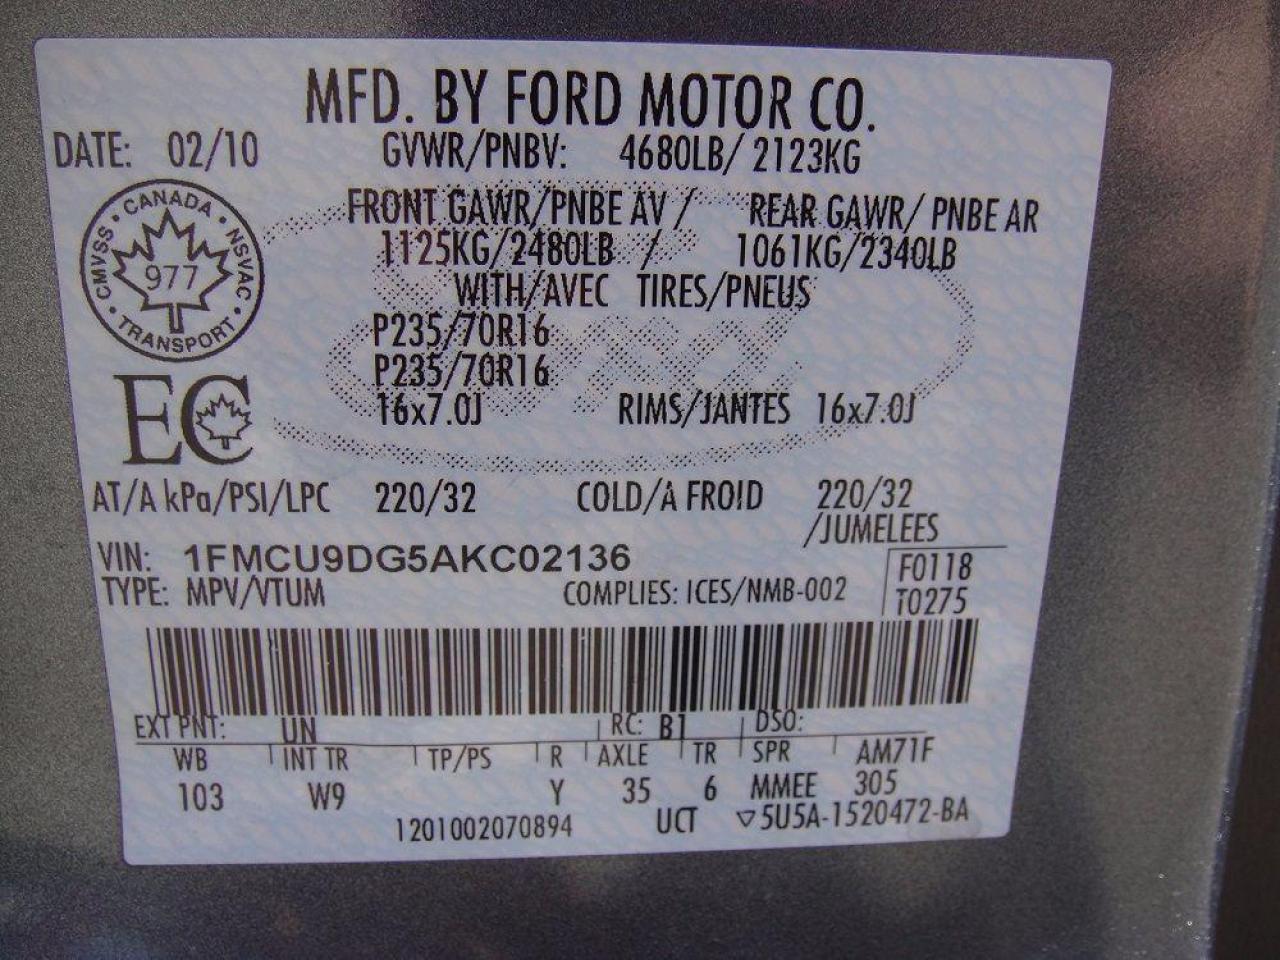 MFD. BY FORD MOTOR CO.
DATE: 02/10 GVWR/PNBV: 4680LB/ 2123KG
FRONT GAWR/PNBE AV / REAR GAWR/ PNBE AR
1125KG/2480LB / 1061KG/2340LB
WITH/AVEC TIRES/PNEUS
P235/70R16
P235/70R16
16x7.0J RIMS/JANTES 16x7.0J
CANADA
CMVSS 977 NSVAC
TRANSPORT
EC
AT/A kPa/PSI/LPC 220/32 COLD/A FROID 220/32
/JUMELEES
VIN: 1FMCU9DG5AKC02136 F0118
TYPE: MPV/VTUM COMPLIES: ICES/NMB-002 T0275
EXT PNT: UN RC: B1 DSO:
WB INT TR TP/PS R AXLE TR SPR AM71F
103 W9 Y 35 6 MMEE 305
1201002070894 UCT ▽5U5A-1520472-BA